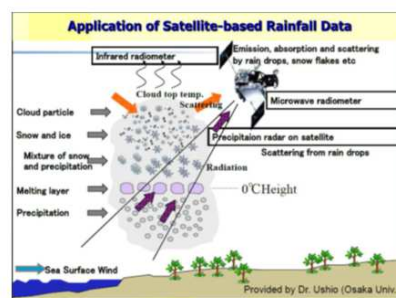 Application of Satellite-based Rainfall Data
Infrared radiometer
Emission, absorption and scattering
by rain drops, snow flakes etc
Cloud top temp.
Scattering
Microwave radiometer
Cloud particle
Snow and ice
Precipitaion radar on satellite
Scattering from rain drops
Mixture of snow
and precipitation
Radiation
Melting layer
0℃Height
Precipitation
Sea Surface Wind
Provided by Dr. Ushio (Osaka Univ.